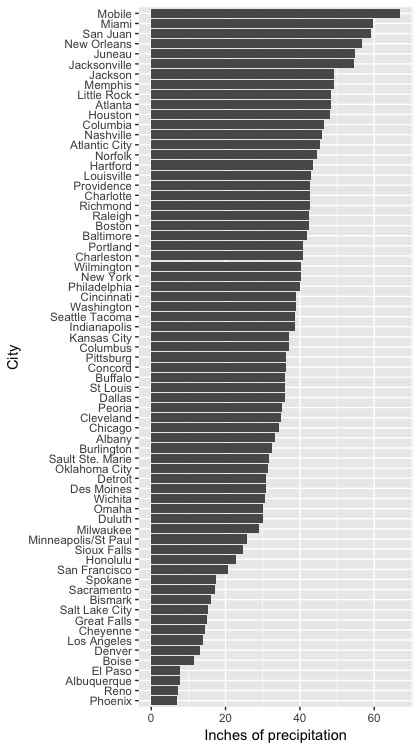 Mobile
Miami
San Juan
New Orleans
Juneau
Jacksonville
Jackson
Memphis
Little Rock
Atlanta
Houston
Columbia
Nashville
Atlantic City
Norfolk
Hartford
Louisville
Providence
Charlotte
Richmond
Raleigh
Boston
Baltimore
Portland
Charleston
Wilmington
New York
Philadelphia
Cincinnati
Washington
Seattle Tacoma
Indianapolis
Kansas City
Columbus
Pittsburg
Concord
Buffalo
St Louis
Dallas
Peoria
Cleveland
Chicago
Albany
Burlington
Sault Ste. Marie
Oklahoma City
Detroit
Des Moines
Wichita
Omaha
Duluth
Milwaukee
Minneapolis/St Paul
Sioux Falls
Honolulu
San Francisco
Spokane
Sacramento
Bismark
Salt Lake City
Great Falls
Cheyenne
Los Angeles
Denver
Boise
El Paso
Albuquerque
Reno
Phoenix
City
0 20 40 60
Inches of precipitation